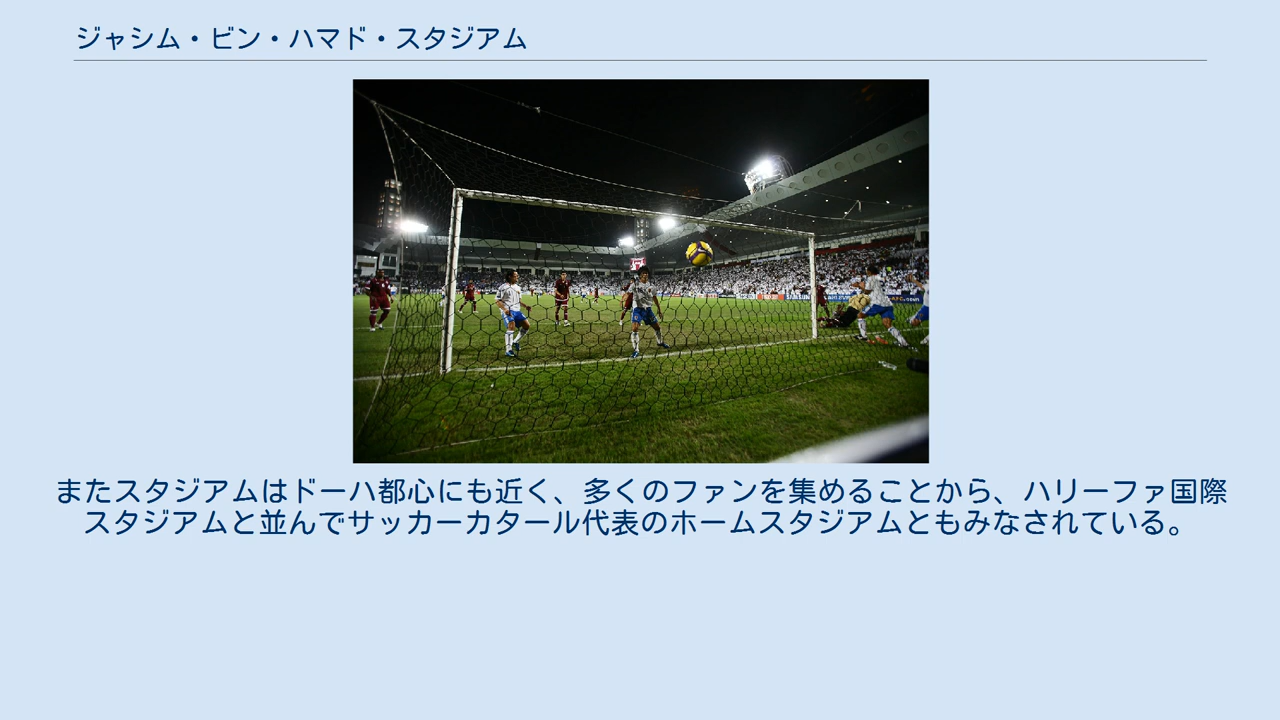 ジャシム・ビン・ハマド・スタジアム
またスタジアムはドーハ都心にも近く、多くのファンを集めることから、ハリーファ国際
スタジアムと並んでサッカーカタール代表のホームスタジアムともみなされている。